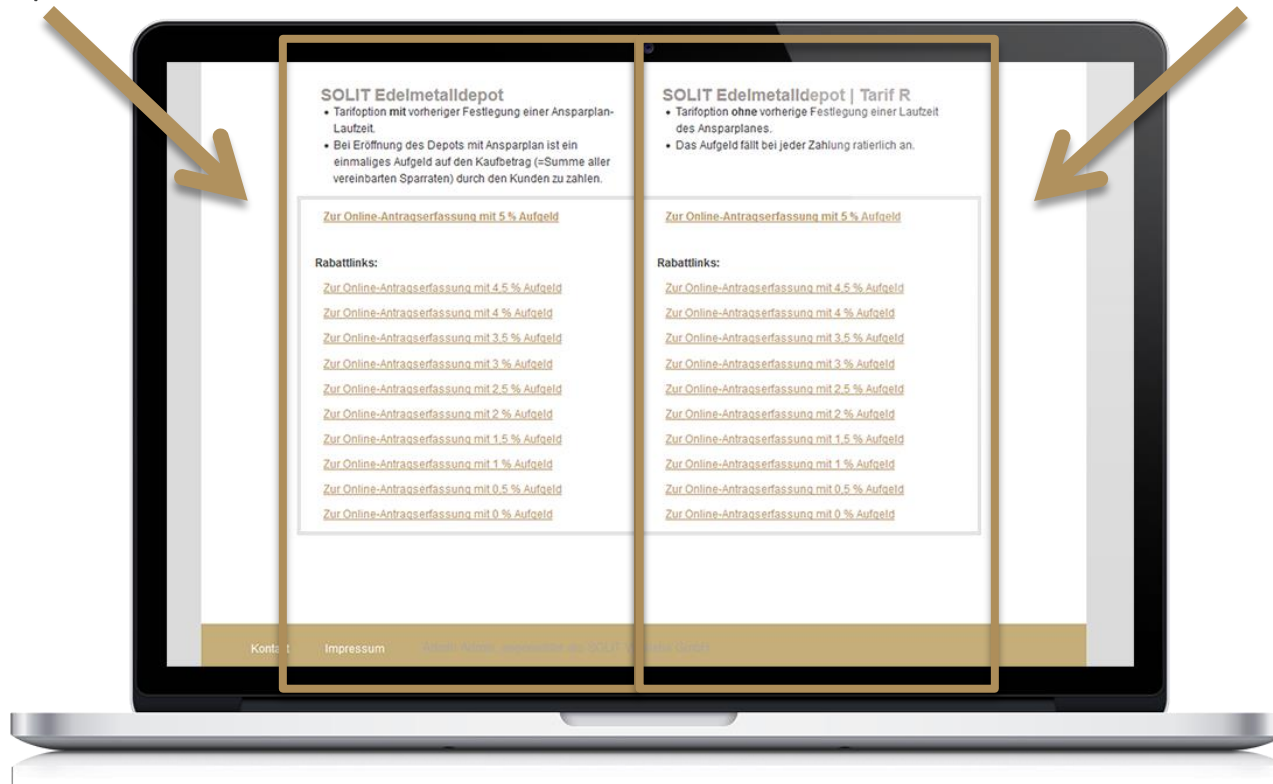 SOLIT Edelmetalldepot
• Tarifoption mit vorheriger Festlegung einer Ansparplan-
Laufzeit.
• Bei Eröffnung des Depots mit Ansparplan ist ein
einmaliges Aufgeld auf den Kaufbetrag (=Summe aller
vereinbarten Sparraten) durch den Kunden zu zahlen.
Zur Online-Antragserfassung mit 5 % Aufgeld
Rabattlinks:
Zur Online-Antragserfassung mit 4,5 % Aufgeld
Zur Online-Antragserfassung mit 4 % Aufgeld
Zur Online-Antragserfassung mit 3,5 % Aufgeld
Zur Online-Antragserfassung mit 3 % Aufgeld
Zur Online-Antragserfassung mit 2,5 % Aufgeld
Zur Online-Antragserfassung mit 2 % Aufgeld
Zur Online-Antragserfassung mit 1,5 % Aufgeld
Zur Online-Antragserfassung mit 1 % Aufgeld
Zur Online-Antragserfassung mit 0,5 % Aufgeld
Zur Online-Antragserfassung mit 0 % Aufgeld
SOLIT Edelmetalldepot | Tarif R
• Tarifoption ohne vorherige Festlegung einer Laufzeit
des Ansparplanes.
• Das Aufgeld fällt bei jeder Zahlung ratierlich an.
Zur Online-Antragserfassung mit 5 % Aufgeld
Rabattlinks:
Zur Online-Antragserfassung mit 4,5 % Aufgeld
Zur Online-Antragserfassung mit 4 % Aufgeld
Zur Online-Antragserfassung mit 3,5 % Aufgeld
Zur Online-Antragserfassung mit 3 % Aufgeld
Zur Online-Antragserfassung mit 2,5 % Aufgeld
Zur Online-Antragserfassung mit 2 % Aufgeld
Zur Online-Antragserfassung mit 1,5 % Aufgeld
Zur Online-Antragserfassung mit 1 % Aufgeld
Zur Online-Antragserfassung mit 0,5 % Aufgeld
Zur Online-Antragserfassung mit 0 % Aufgeld
Kontakt Impressum